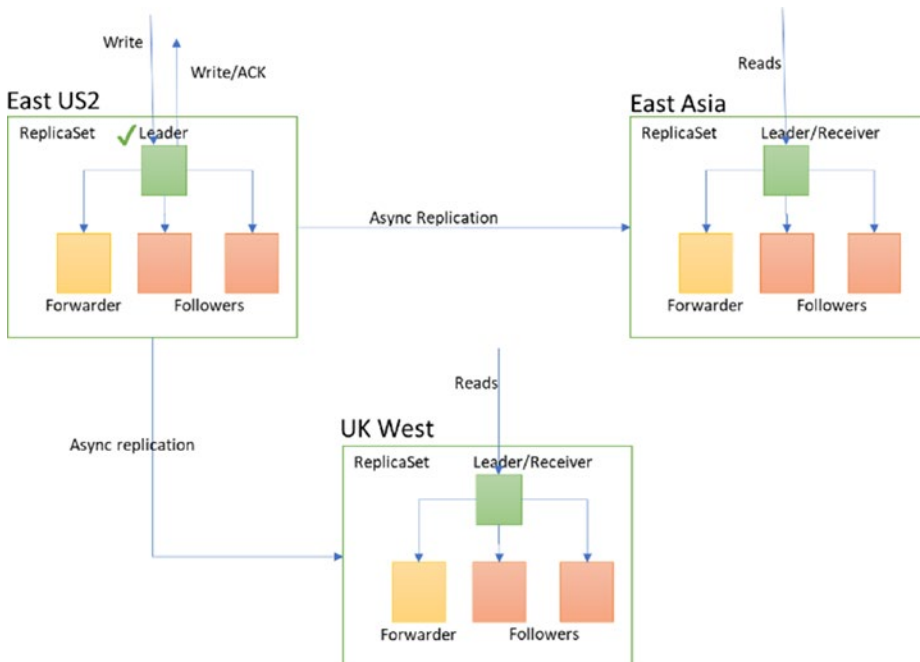 Write
Write/ACK
East US2
ReplicaSet
Leader
Forwarder
Followers
Async Replication
Reads
East Asia
ReplicaSet
Leader/Receiver
Forwarder
Followers
Async replication
Reads
UK West
ReplicaSet
Leader/Receiver
Forwarder
Followers